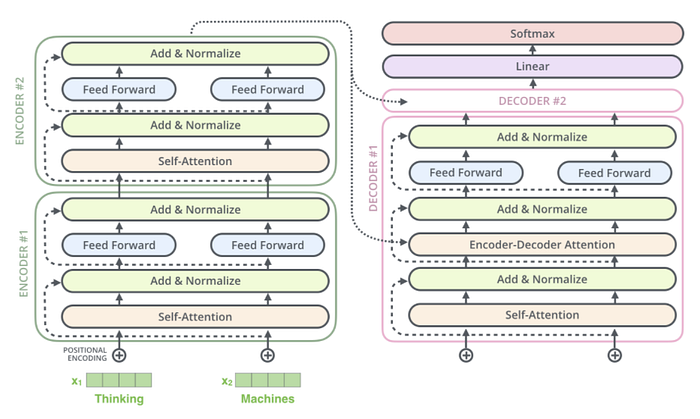 ENCODER #2
Add & Normalize
Feed Forward
Feed Forward
Add & Normalize
Self-Attention
ENCODER #1
Add & Normalize
Feed Forward
Feed Forward
Add & Normalize
Self-Attention
POSITIONAL
ENCODING
x1
x2
Thinking
Machines
Softmax
Linear
DECODER #2
DECODER #1
Add & Normalize
Feed Forward
Feed Forward
Add & Normalize
Encoder-Decoder Attention
Add & Normalize
Self-Attention